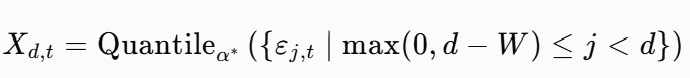 X_{d,t} = Quantile_{α*} ({ε_{j,t} | max(0, d − W) ≤ j < d})